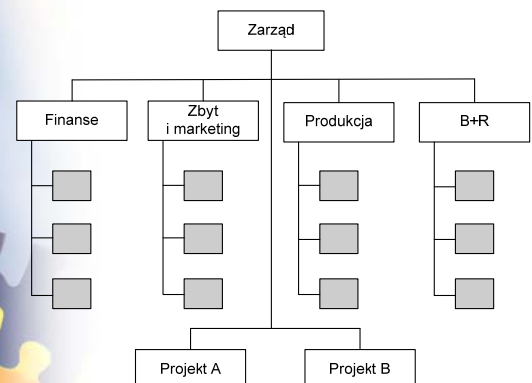 Zarząd
Finanse
Zbyt
i marketing
Produkcja
B+R
Projekt A
Projekt B